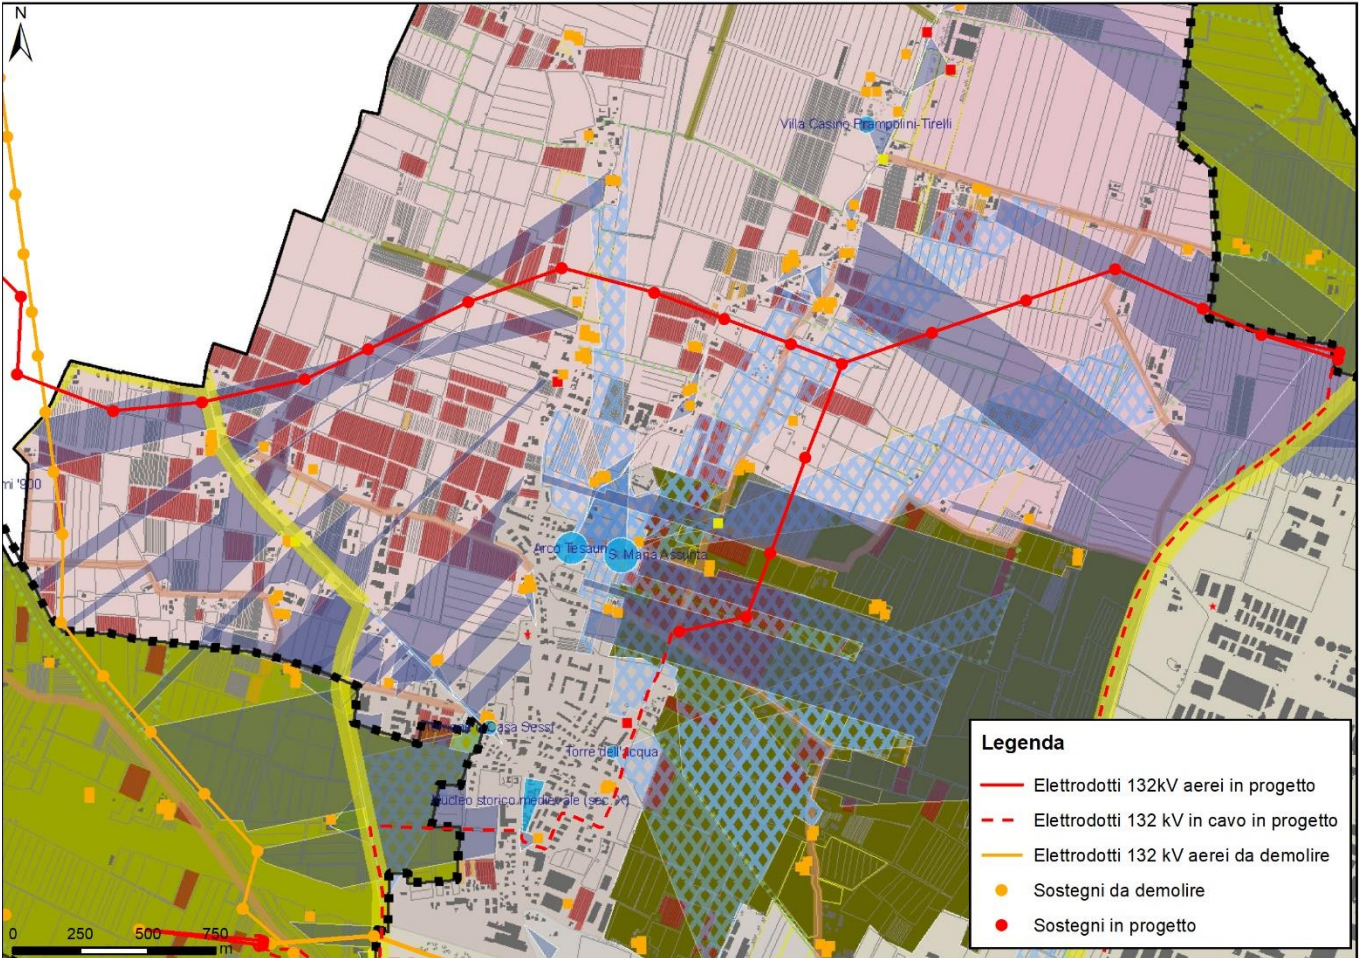 N
Villa Casino Prampolini-Tirelli
mi '900
Arco Tesauri
S. Maria Assunta
Casa Sessi
Torre dell'acqua
Nucleo storico medievale (sec. X)
Legenda
Elettrodotti 132kV aerei in progetto
Elettrodotti 132 kV in cavo in progetto
Elettrodotti 132 kV aerei da demolire
Sostegni da demolire
Sostegni in progetto
0 250 500 750
m